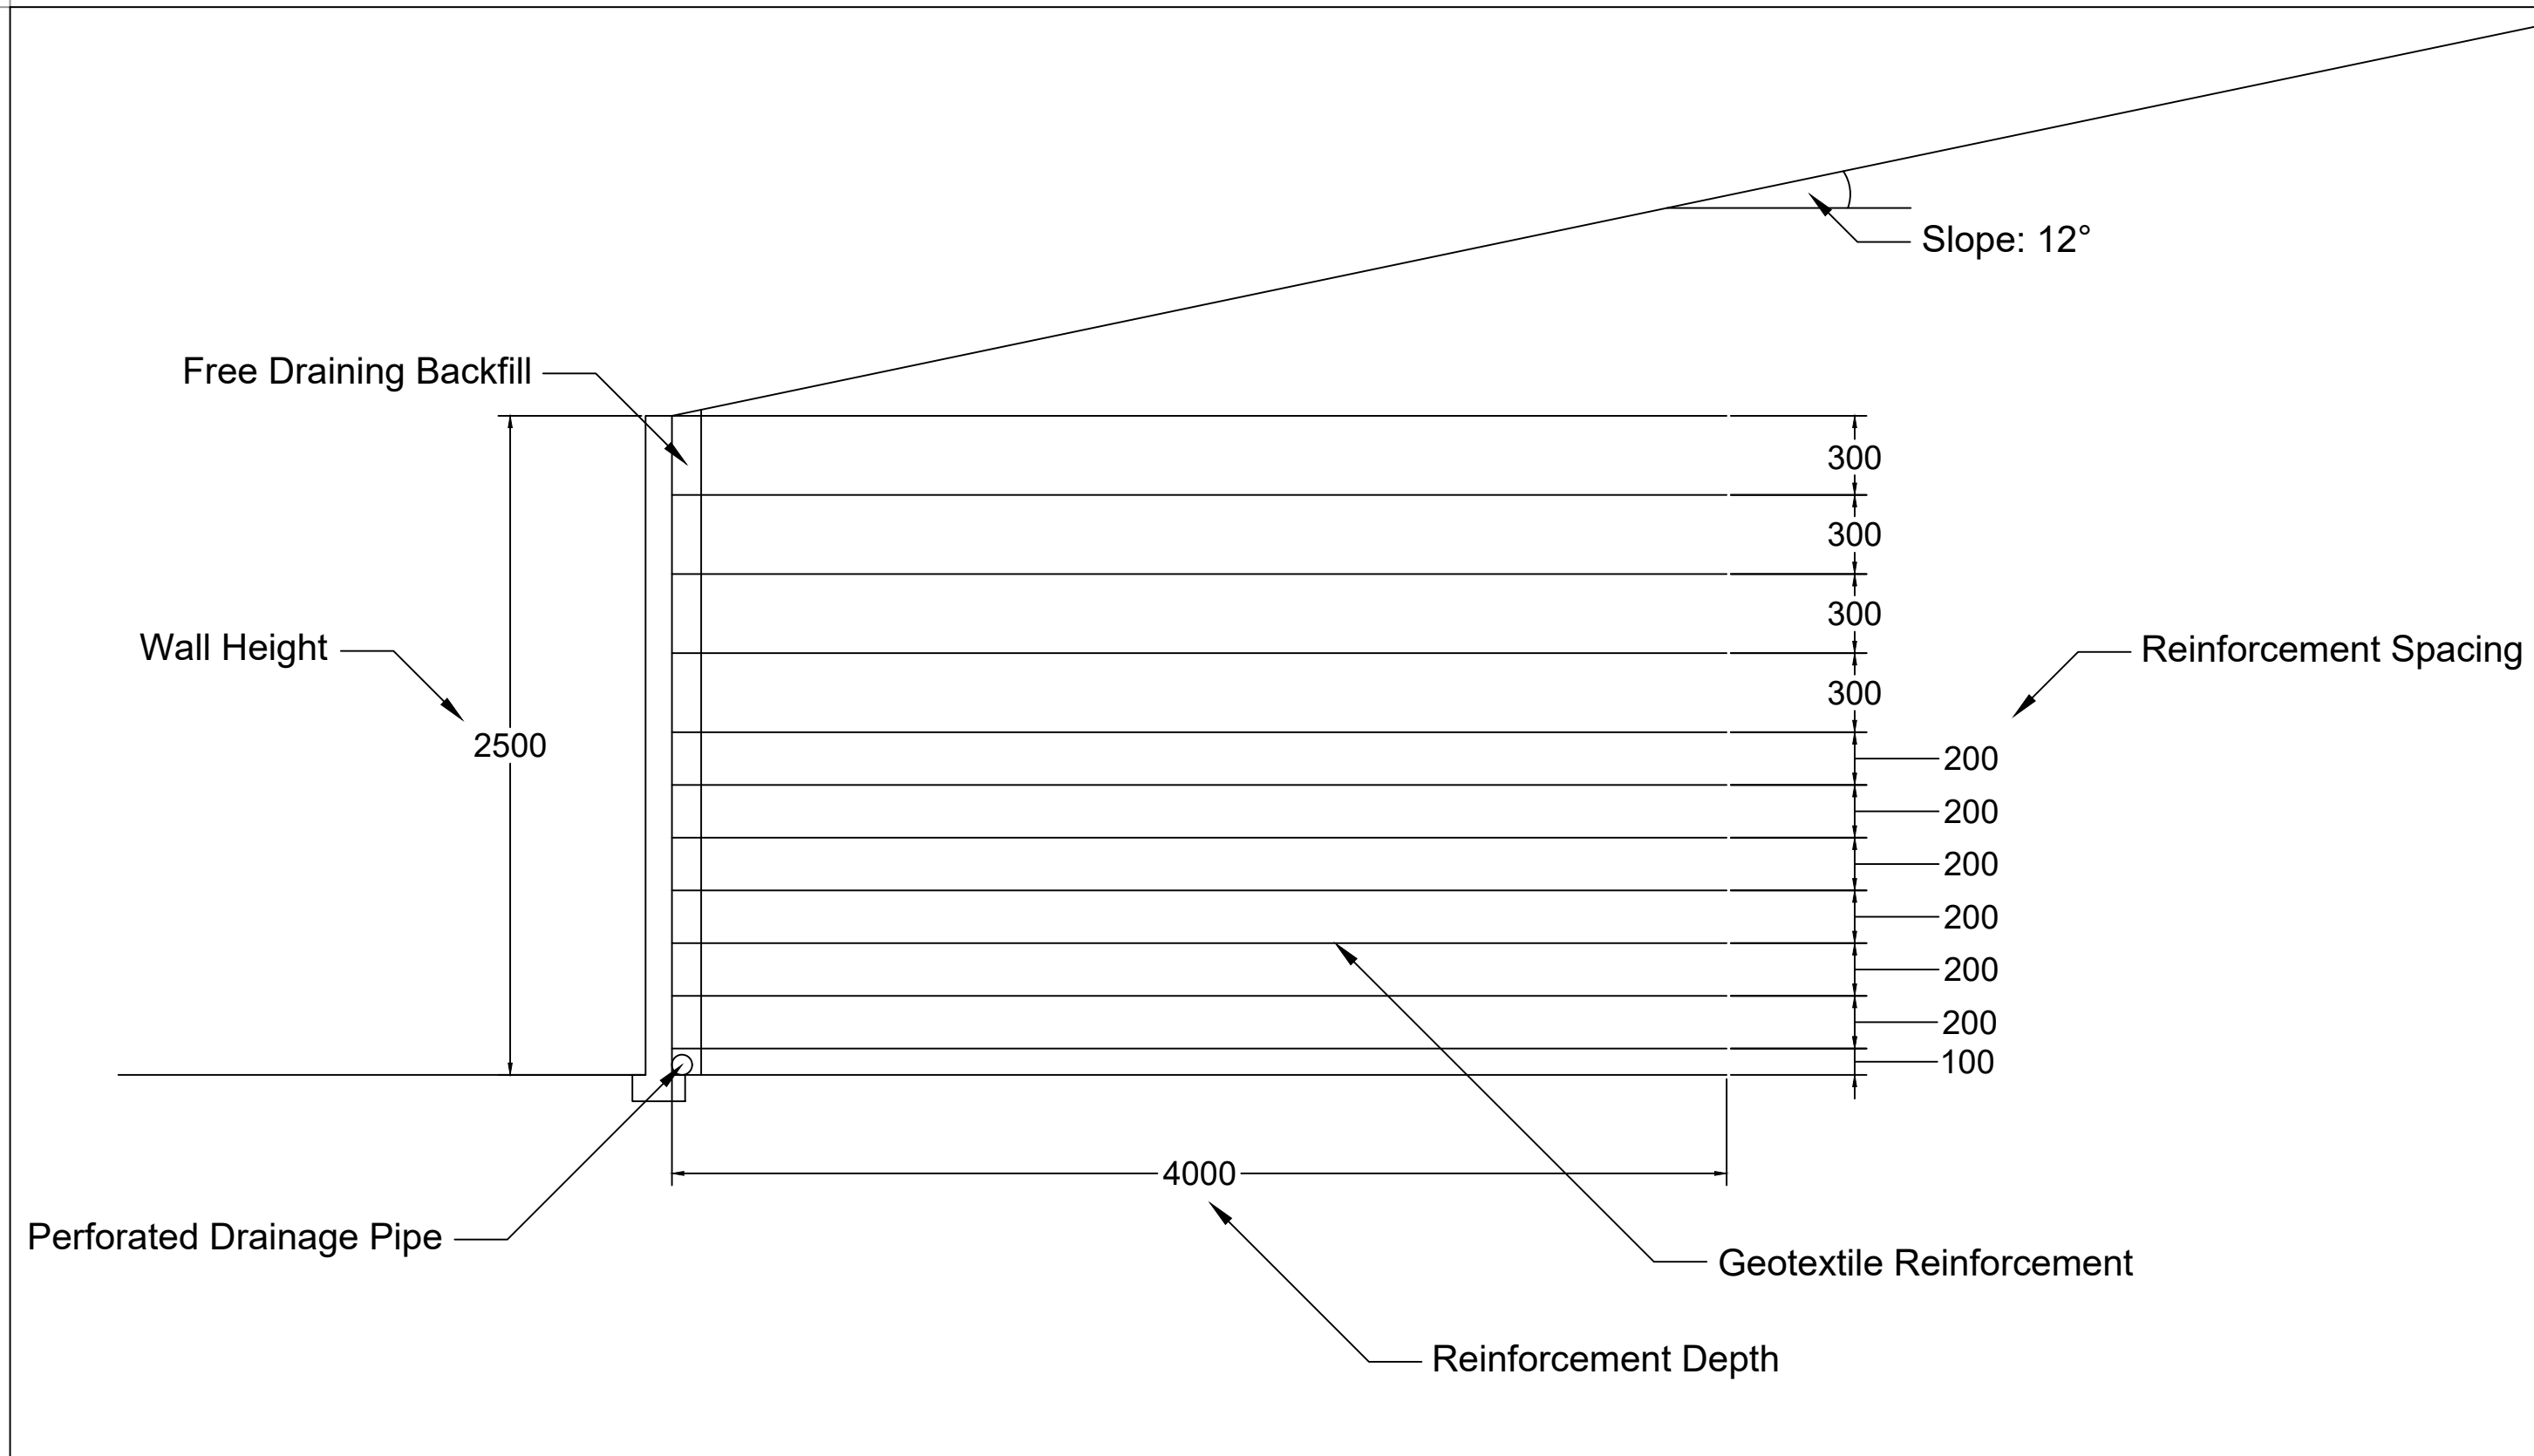 Slope: 12°
Free Draining Backfill
300
300
300
Wall Height
Reinforcement Spacing
300
2500
200
200
200
200
200
200
100
4000
Perforated Drainage Pipe
Geotextile Reinforcement
Reinforcement Depth